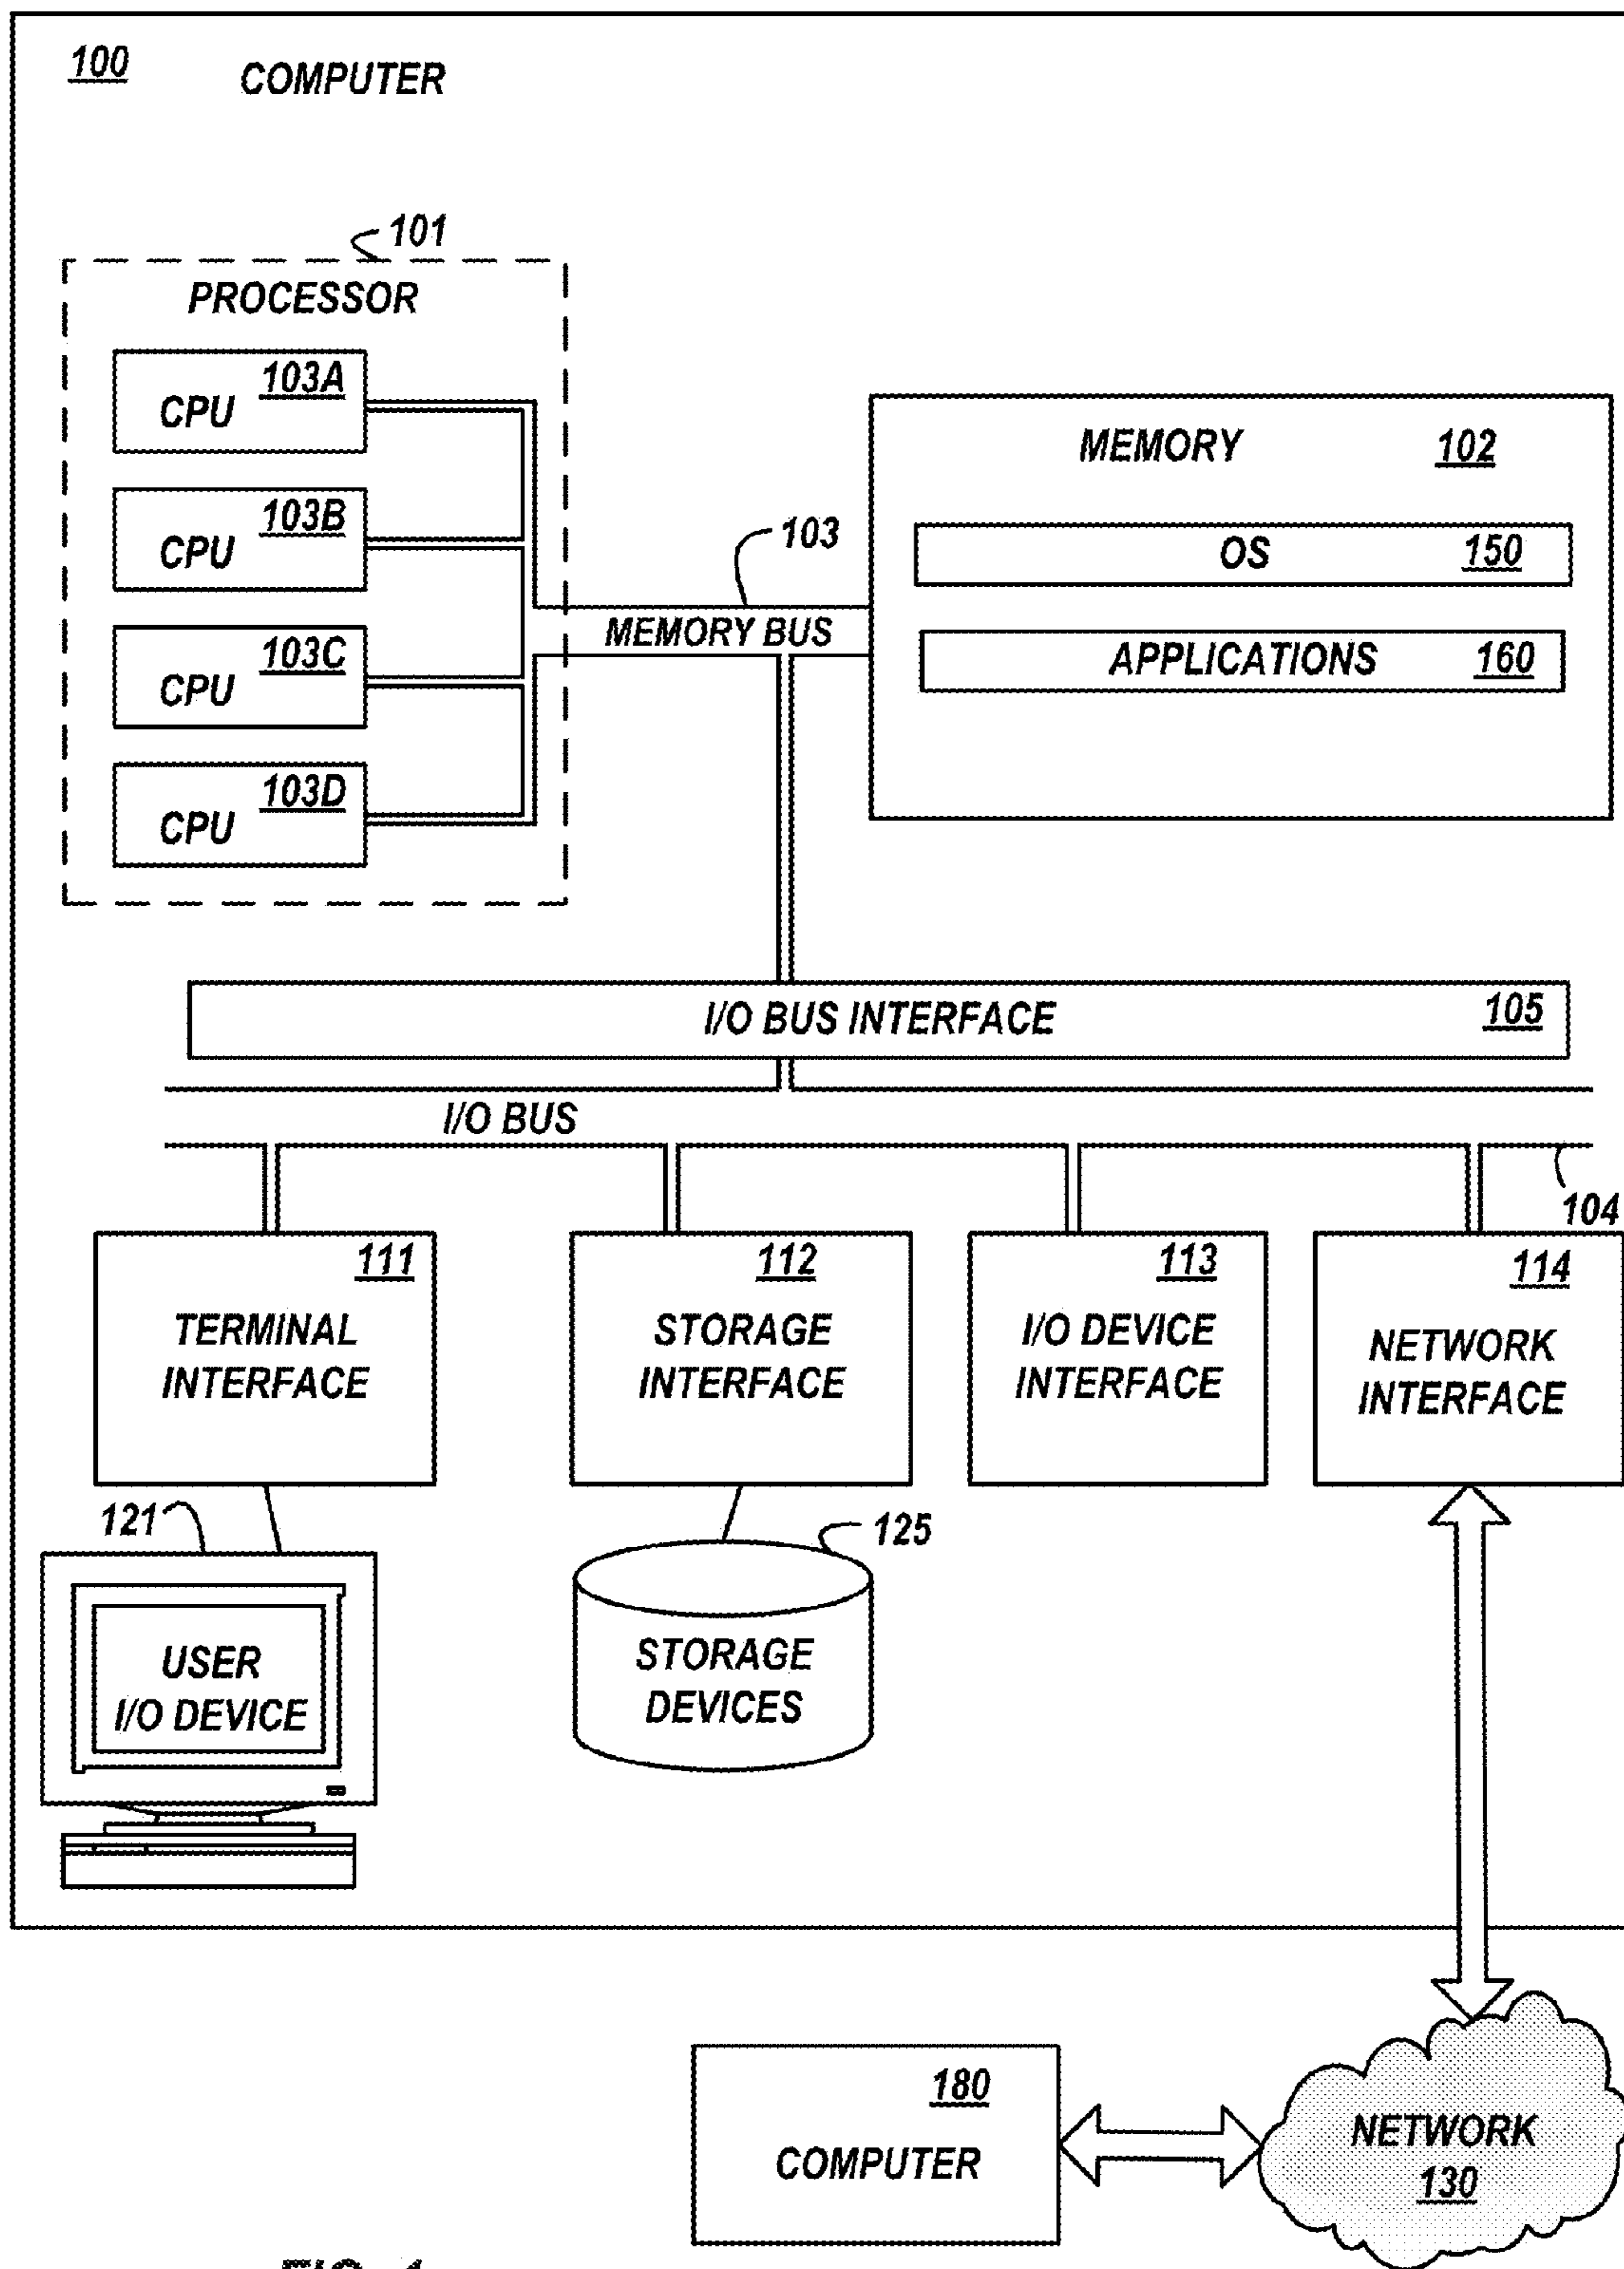 100 COMPUTER
101
PROCESSOR
103A
CPU
103B
CPU
103C
CPU
103D
CPU
103
MEMORY BUS
MEMORY 102
OS 150
APPLICATIONS 160
I/O BUS INTERFACE 105
I/O BUS
104
111
TERMINAL
INTERFACE
112
STORAGE
INTERFACE
113
I/O DEVICE
INTERFACE
114
NETWORK
INTERFACE
121
USER
I/O DEVICE
125
STORAGE
DEVICES
180
COMPUTER
NETWORK
130